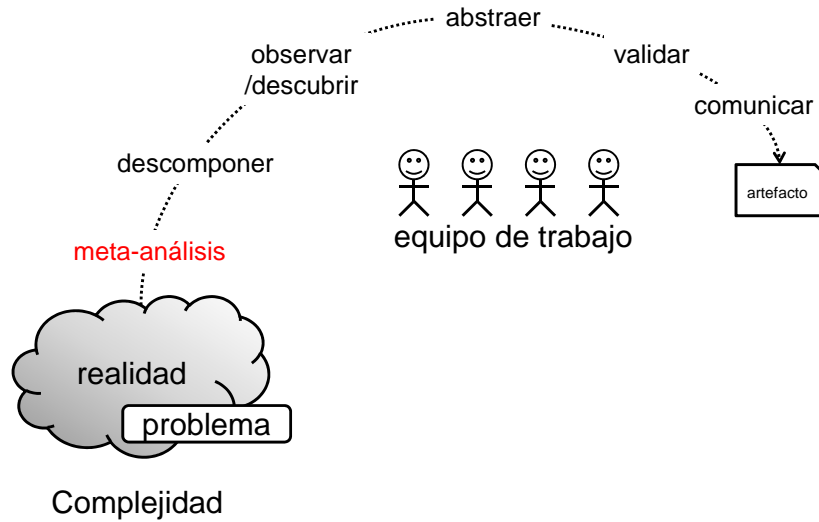 abstraer
observar
/descubrir
validar
comunicar
descomponer
artefacto
equipo de trabajo
meta-análisis
realidad
problema
Complejidad